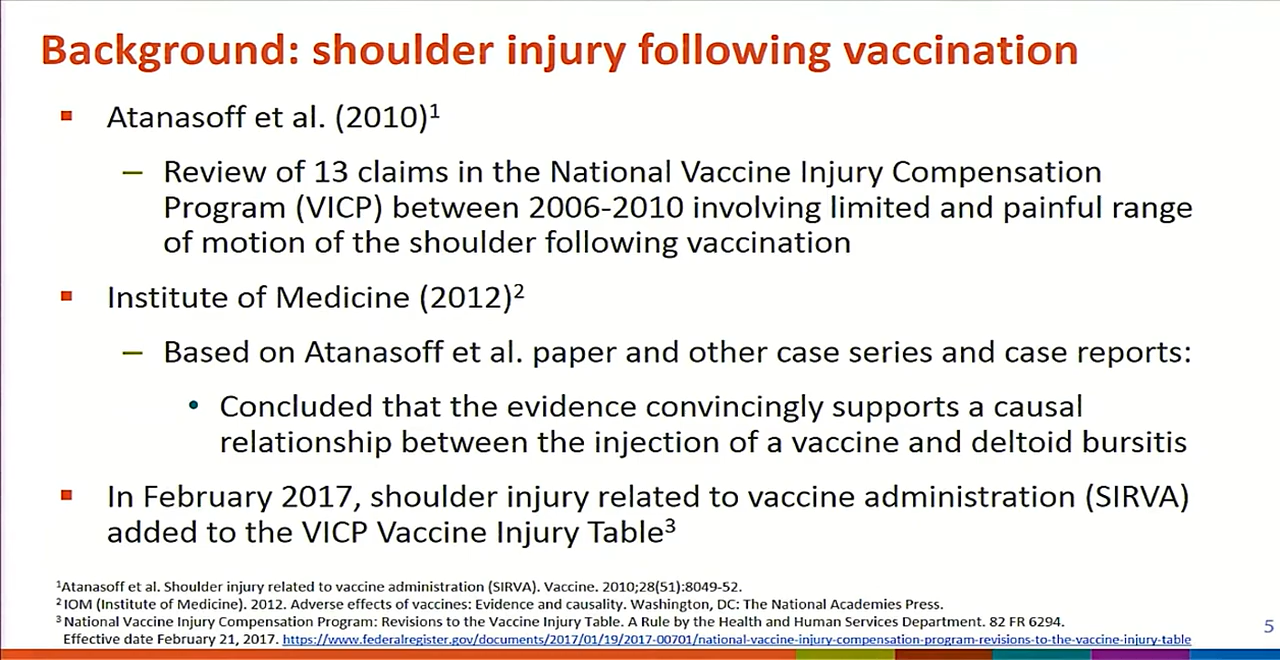 Background: shoulder injury following vaccination
▪ Atanasoff et al. (2010)¹
– Review of 13 claims in the National Vaccine Injury Compensation
Program (VICP) between 2006-2010 involving limited and painful range
of motion of the shoulder following vaccination
▪ Institute of Medicine (2012)²
– Based on Atanasoff et al. paper and other case series and case reports:
• Concluded that the evidence convincingly supports a causal
relationship between the injection of a vaccine and deltoid bursitis
▪ In February 2017, shoulder injury related to vaccine administration (SIRVA)
added to the VICP Vaccine Injury Table³
¹Atanasoff et al. Shoulder injury related to vaccine administration (SIRVA). Vaccine. 2010;28(51):8049-52.
² IOM (Institute of Medicine). 2012. Adverse effects of vaccines: Evidence and causality. Washington, DC: The National Academies Press.
³ National Vaccine Injury Compensation Program: Revisions to the Vaccine Injury Table. A Rule by the Health and Human Services Department. 82 FR 6294.
Effective date February 21, 2017. https://www.federalregister.gov/documents/2017/01/19/2017-00701/national-vaccine-injury-compensation-program-revisions-to-the-vaccine-injury-table
5